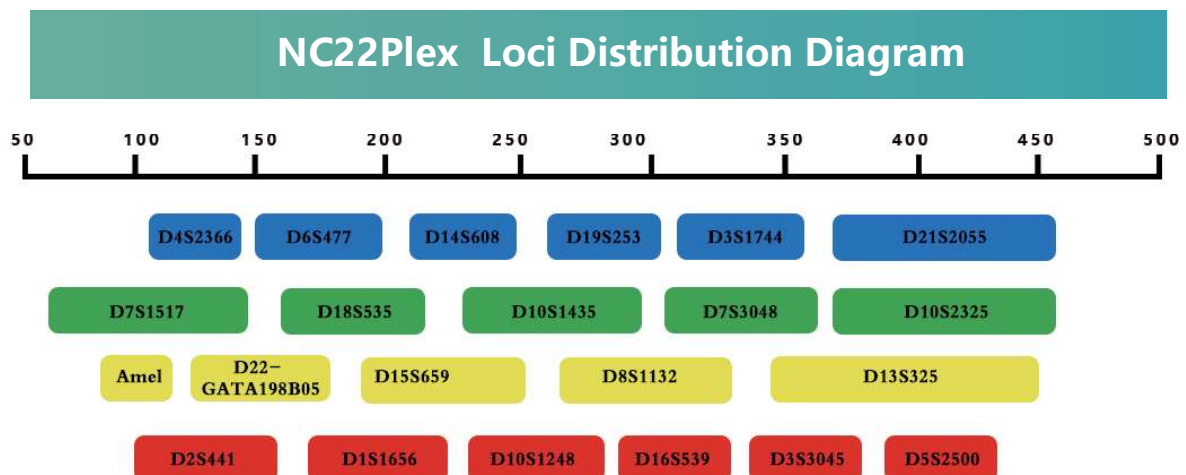 NC22Plex Loci Distribution Diagram
50 100 150 200 250 300 350 400 450 500
D4S2366 D6S477 D14S608 D19S253 D3S1744 D21S2055
D7S1517 D18S535 D10S1435 D7S3048 D10S2325
Amel D22-
GATA198B05 D15S659 D8S1132 D13S325
D2S441 D1S1656 D10S1248 D16S539 D3S3045 D5S2500